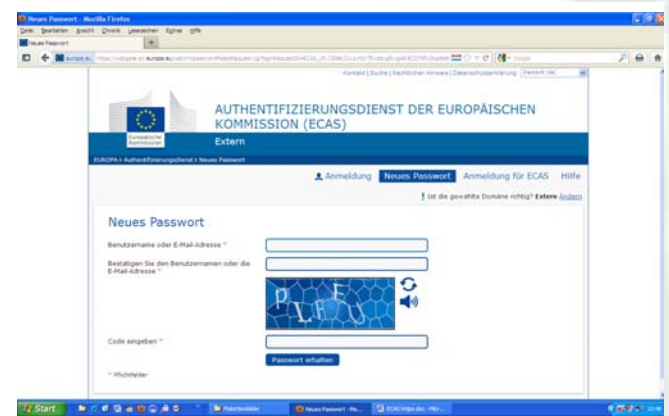 Neues Passwort - Mozilla Firefox
Datei Bearbeiten Ansicht Chronik Lesezeichen Extras Hilfe
Neues Passwort
Kontakt | Suche | Rechtlicher Hinweis | Datenschutzerklärung Deutsch (de)
AUTHENTIFIZIERUNGSDIENST DER EUROPÄISCHEN
KOMMISSION (ECAS)
Europäische
Kommission
Extern
EUROPA > Authentifizierungsdienst > Neues Passwort
Anmeldung Neues Passwort Anmeldung für ECAS Hilfe
Ist die gewählte Domäne richtig? Extern Ändern
Neues Passwort
Benutzername oder E-Mail-Adresse *
Bestätigen Sie den Benutzernamen oder die
E-Mail-Adresse *
Code eingeben *
Passwort erhalten
* Pflichtfelder
Start
Neues Passwort - Mo...